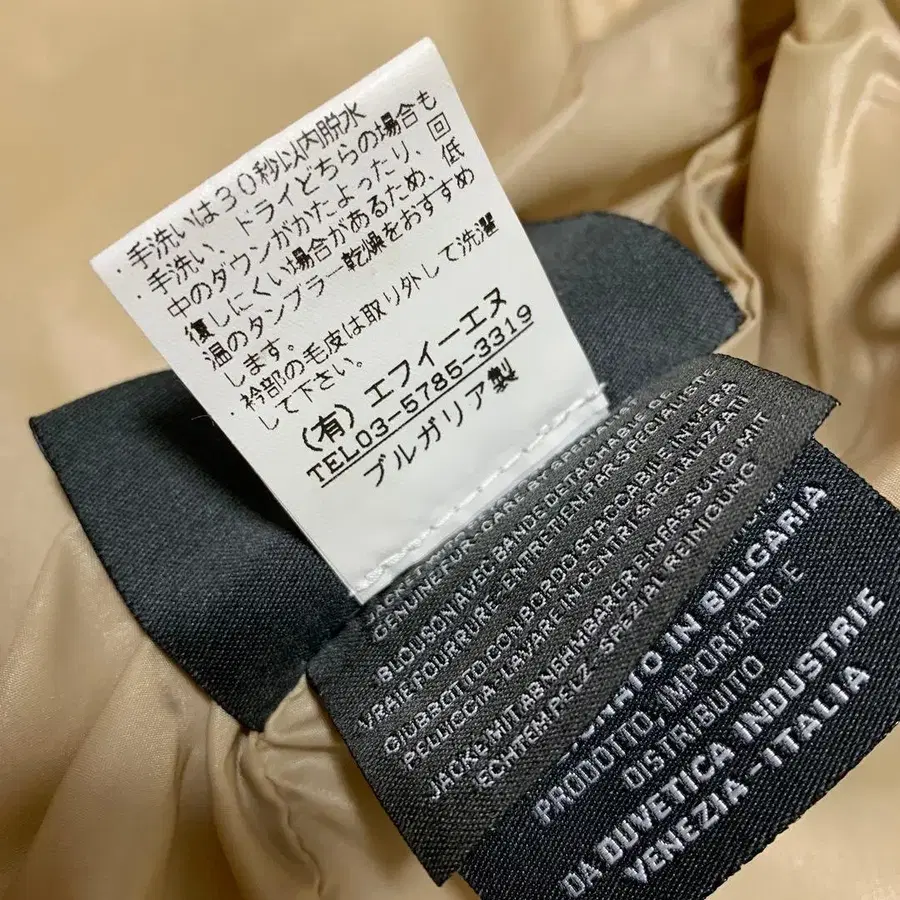 ・手洗いは30秒以内脱水
・手洗い、ドライどちらの場合も
中のダウンがかたよったり、回
復しにくい場合があるため、低
温のタンブラー乾燥をおすすめ
します。
・衿部の毛皮は取り外して洗濯
して下さい。
(有)エフィーエヌ
TEL03-5785-3319
ブルガリア製
JACKET WITH
GENUINE FUR - CARE BY SPECIALIST
BLOUSON AVEC BANDE DETACHABLE DE
VRAIE FOURRURE - ENTRETIEN PAR SPECIALISTE
GIUBBOTTO CON BORDO STACCABILE IN VERA
PELLICCIA - LAVARE IN CENTRI SPECIALIZZATI
JACKE MIT ABNEHMBARER EINFASSUNG MIT
ECHTEM PELZ - SPEZIAL REINIGUNG
IN BULGARIA
PRODOTTO, IMPORTATO E
DISTRIBUITO
DA DUVETICA INDUSTRIE
VENEZIA - ITALIA